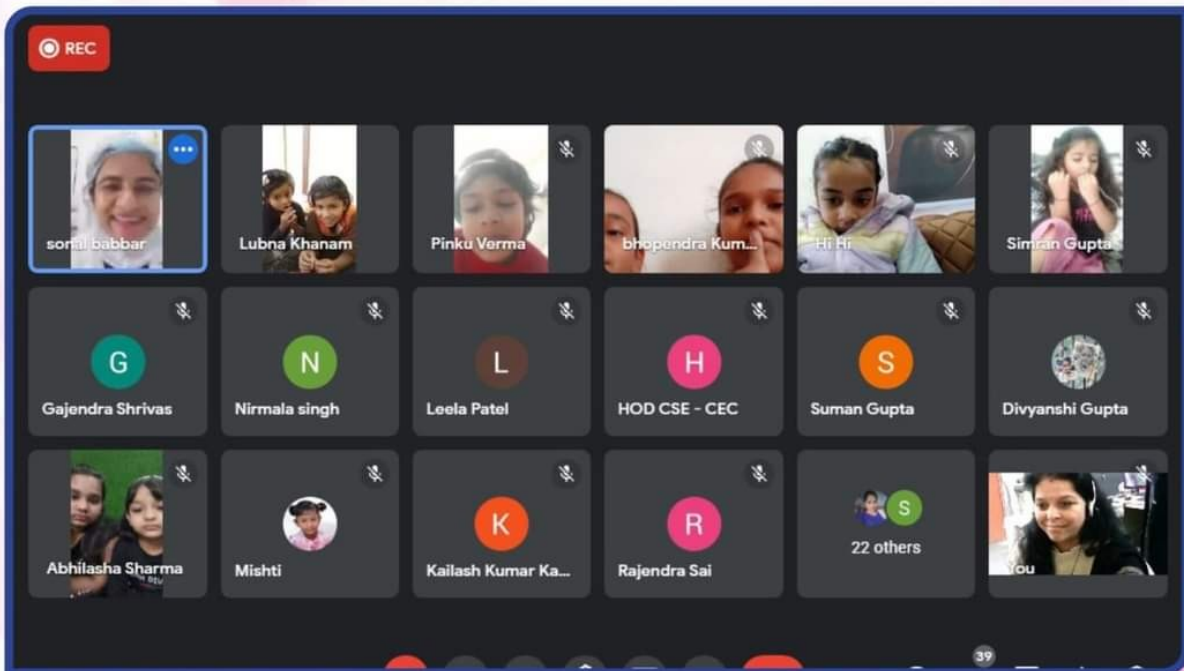 REC
sonal babbar
Lubna Khanam
Pinku Verma
bhopendra Kum...
Hi Hi
Simran Gupta
G
N
L
H
S
Gajendra Shrivas
Nirmala singh
Leela Patel
HOD CSE - CEC
Suman Gupta
Divyanshi Gupta
K
R
S
22 others
Abhilasha Sharma
Mishti
Kailash Kumar Ka...
Rajendra Sai
You
39